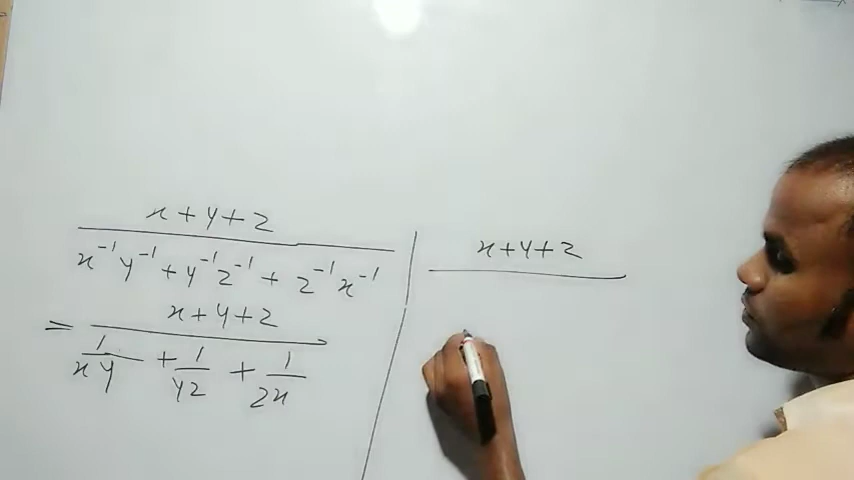 x+y+z
x⁻¹y⁻¹ + y⁻¹z⁻¹ + z⁻¹x⁻¹
= x+y+z
1/xy + 1/yz + 1/zx
x+y+z